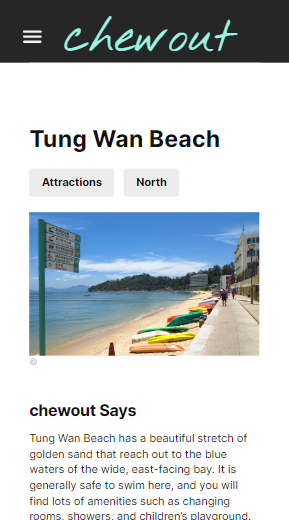 chewout
Tung Wan Beach
Attractions
North
©
chewout Says
Tung Wan Beach has a beautiful stretch of
golden sand that reach out to the blue
waters of the wide, east-facing bay. It is
generally safe to swim here, and you will
find lots of amenities such as changing
rooms, showers, and children's playground.